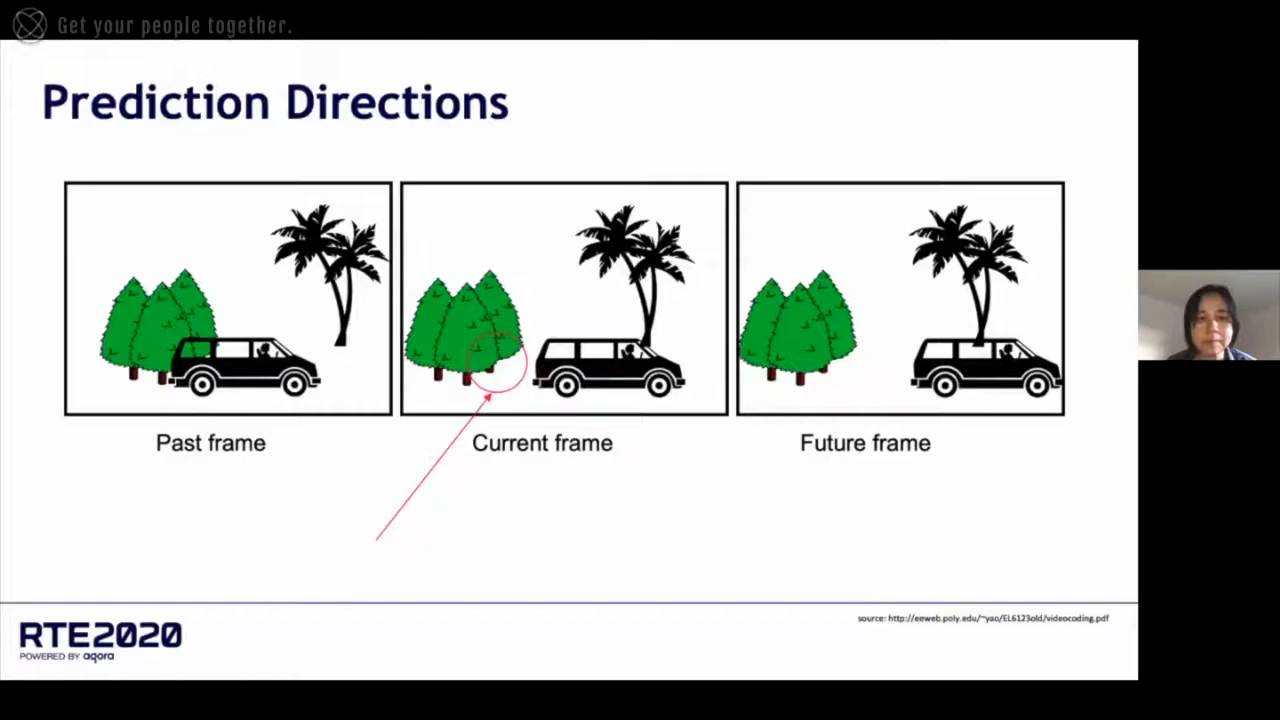 Get your people together.
Prediction Directions
Past frame
Current frame
Future frame
source: http://eeweb.poly.edu/~yao/EL6123old/videocoding.pdf
RTE2020
POWERED BY agora